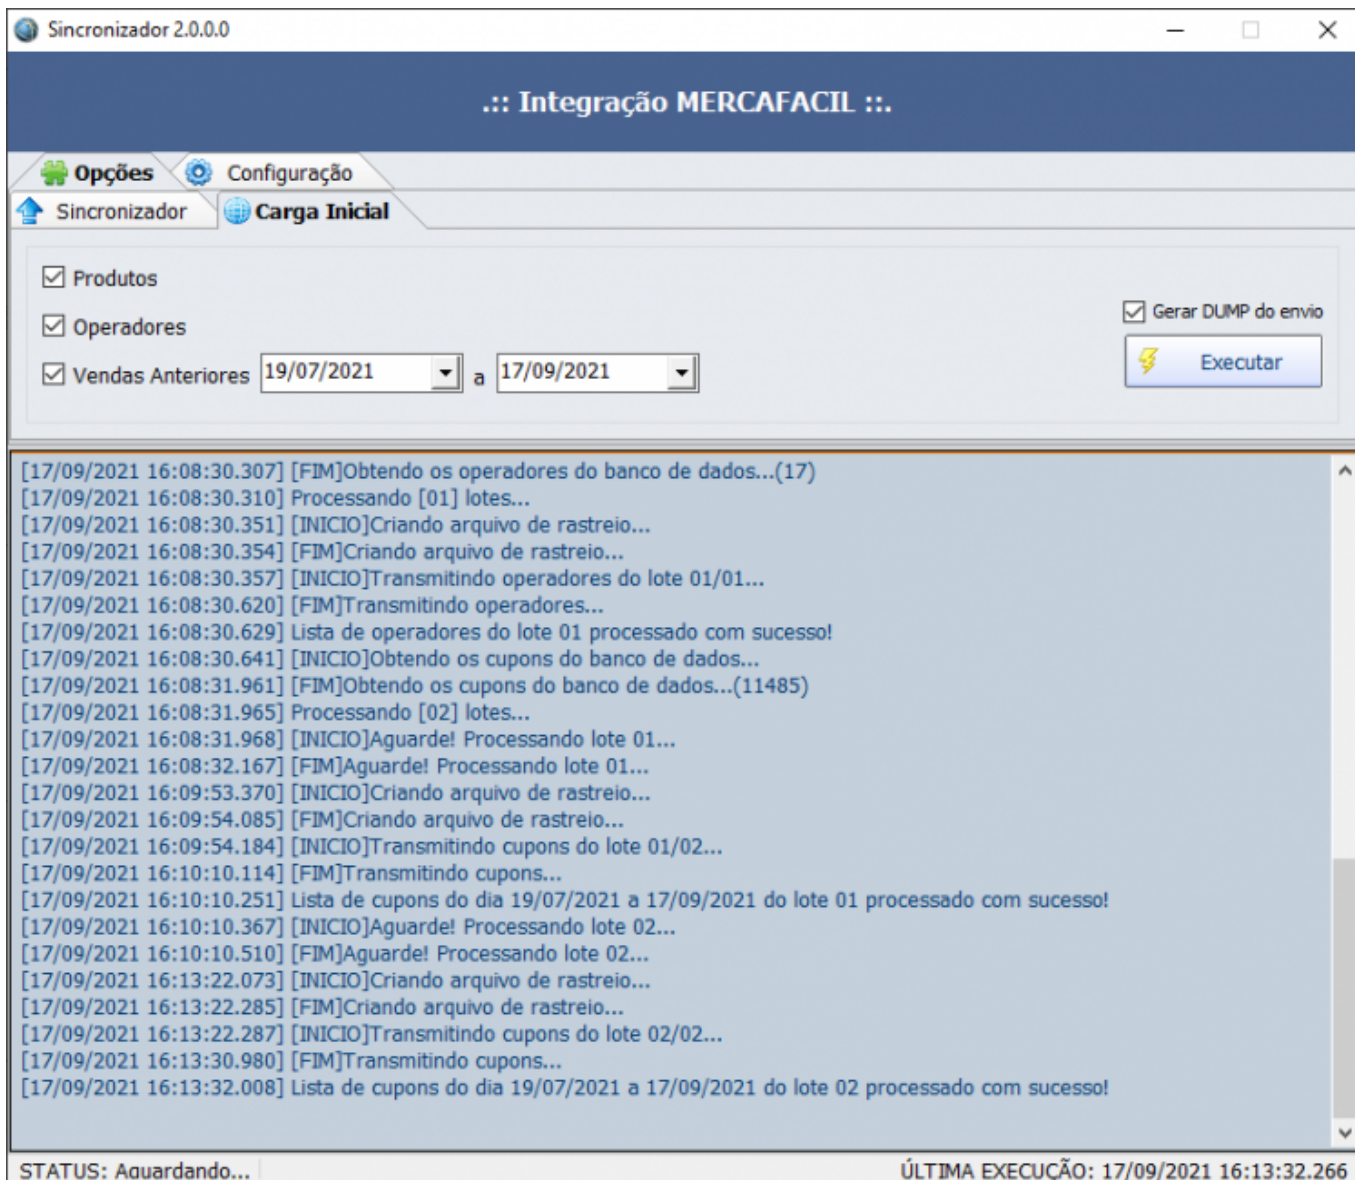 Sincronizador 2.0.0.0
.:: Integração MERCAFACIL ::.
Opções Configuração
Sincronizador Carga Inicial
Produtos
Operadores
Gerar DUMP do envio
Vendas Anteriores 19/07/2021 a 17/09/2021
Executar
[17/09/2021 16:08:30.307] [FIM]Obtendo os operadores do banco de dados...(17)
[17/09/2021 16:08:30.310] Processando [01] lotes...
[17/09/2021 16:08:30.351] [INICIO]Criando arquivo de rastreio...
[17/09/2021 16:08:30.354] [FIM]Criando arquivo de rastreio...
[17/09/2021 16:08:30.357] [INICIO]Transmitindo operadores do lote 01/01...
[17/09/2021 16:08:30.620] [FIM]Transmitindo operadores...
[17/09/2021 16:08:30.629] Lista de operadores do lote 01 processado com sucesso!
[17/09/2021 16:08:30.641] [INICIO]Obtendo os cupons do banco de dados...
[17/09/2021 16:08:31.961] [FIM]Obtendo os cupons do banco de dados...(11485)
[17/09/2021 16:08:31.965] Processando [02] lotes...
[17/09/2021 16:08:31.968] [INICIO]Aguarde! Processando lote 01...
[17/09/2021 16:08:32.167] [FIM]Aguarde! Processando lote 01...
[17/09/2021 16:09:53.370] [INICIO]Criando arquivo de rastreio...
[17/09/2021 16:09:54.085] [FIM]Criando arquivo de rastreio...
[17/09/2021 16:09:54.184] [INICIO]Transmitindo cupons do lote 01/02...
[17/09/2021 16:10:10.114] [FIM]Transmitindo cupons...
[17/09/2021 16:10:10.251] Lista de cupons do dia 19/07/2021 a 17/09/2021 do lote 01 processado com sucesso!
[17/09/2021 16:10:10.367] [INICIO]Aguarde! Processando lote 02...
[17/09/2021 16:10:10.510] [FIM]Aguarde! Processando lote 02...
[17/09/2021 16:13:22.073] [INICIO]Criando arquivo de rastreio...
[17/09/2021 16:13:22.285] [FIM]Criando arquivo de rastreio...
[17/09/2021 16:13:22.287] [INICIO]Transmitindo cupons do lote 02/02...
[17/09/2021 16:13:30.980] [FIM]Transmitindo cupons...
[17/09/2021 16:13:32.008] Lista de cupons do dia 19/07/2021 a 17/09/2021 do lote 02 processado com sucesso!
STATUS: Aguardando... ÚLTIMA EXECUÇÃO: 17/09/2021 16:13:32.266